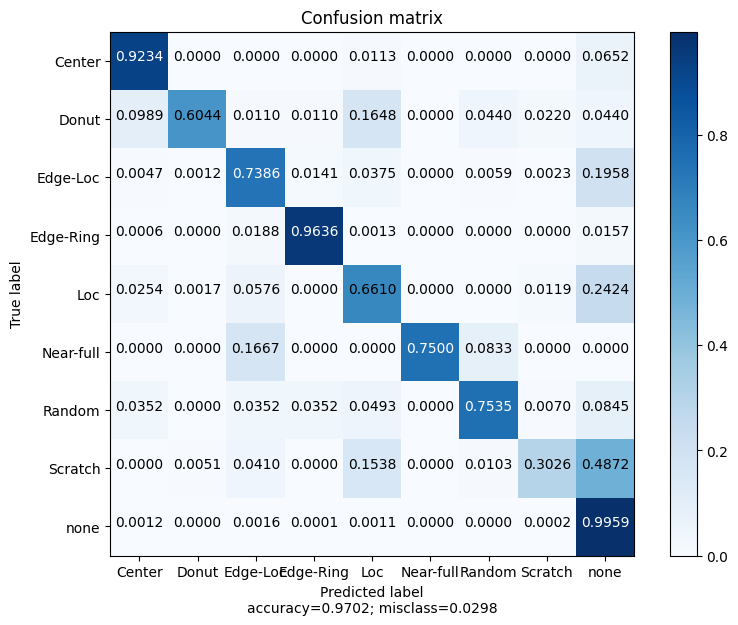 Confusion matrix
Center 0.9234 0.0000 0.0000 0.0000 0.0113 0.0000 0.0000 0.0000 0.0652
Donut 0.0989 0.6044 0.0110 0.0110 0.1648 0.0000 0.0440 0.0220 0.0440
Edge-Loc 0.0047 0.0012 0.7386 0.0141 0.0375 0.0000 0.0059 0.0023 0.1958
Edge-Ring 0.0006 0.0000 0.0188 0.9636 0.0013 0.0000 0.0000 0.0000 0.0157
Loc 0.0254 0.0017 0.0576 0.0000 0.6610 0.0000 0.0000 0.0119 0.2424
Near-full 0.0000 0.0000 0.1667 0.0000 0.0000 0.7500 0.0833 0.0000 0.0000
Random 0.0352 0.0000 0.0352 0.0352 0.0493 0.0000 0.7535 0.0070 0.0845
Scratch 0.0000 0.0051 0.0410 0.0000 0.1538 0.0000 0.0103 0.3026 0.4872
none 0.0012 0.0000 0.0016 0.0001 0.0011 0.0000 0.0000 0.0002 0.9959
True label
Center Donut Edge-Loc Edge-Ring Loc Near-full Random Scratch none
Predicted label
accuracy=0.9702; misclass=0.0298
0.8
0.6
0.4
0.2
0.0